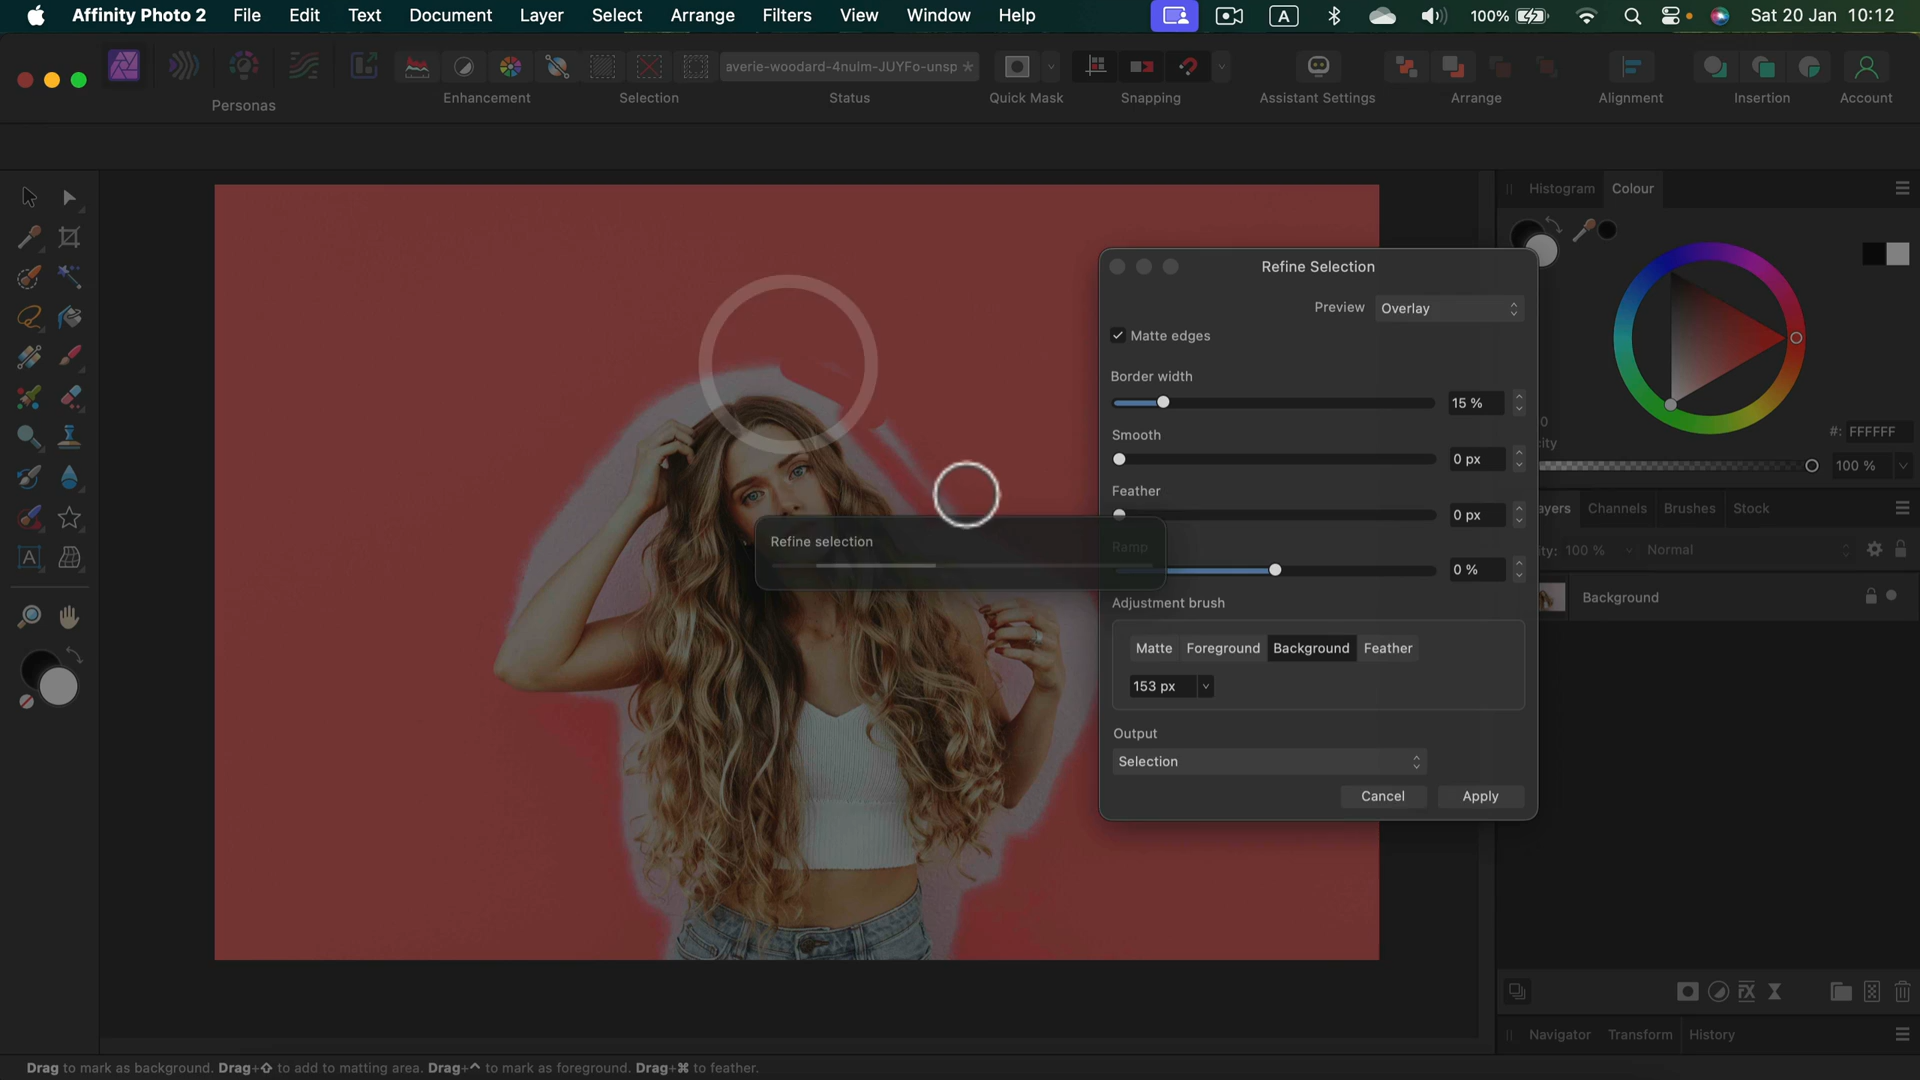 Affinity Photo 2 File Edit Text Document Layer Select Arrange Filters View Window Help A 100% Sat 20 Jan 10:12
averie-woodard-4nulm-JUYFo-unsp *
Personas Enhancement Selection Status Quick Mask Snapping Assistant Settings Arrange Alignment Insertion Account
Histogram Colour
#: FFFFFF
0
ity
100 %
ayers Channels Brushes Stock
ity: 100 % Normal
Background
Navigator Transform History
Refine Selection
Preview Overlay
Matte edges
Border width
15 %
Smooth
0 px
Feather
0 px
Ramp
0 %
Adjustment brush
Matte Foreground Background Feather
153 px
Output
Selection
Cancel Apply
Refine selection
A
Drag to mark as background. Drag+⇧ to add to matting area. Drag+^ to mark as foreground. Drag+⌘ to feather.